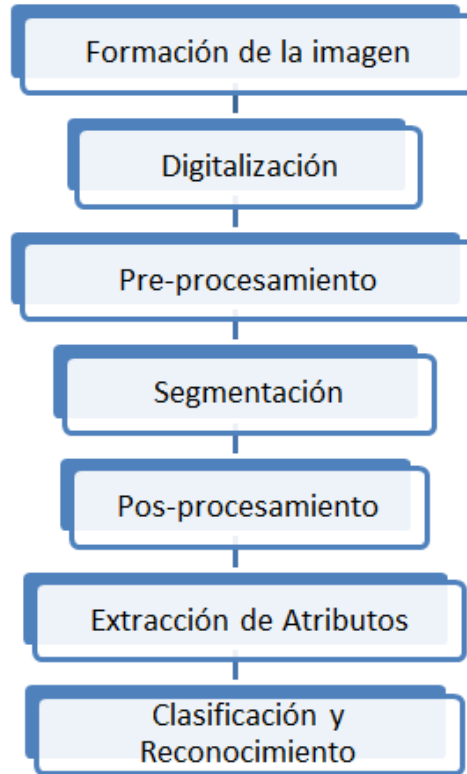 Formación de la imagen
Digitalización
Pre-procesamiento
Segmentación
Pos-procesamiento
Extracción de Atributos
Clasificación y
Reconocimiento